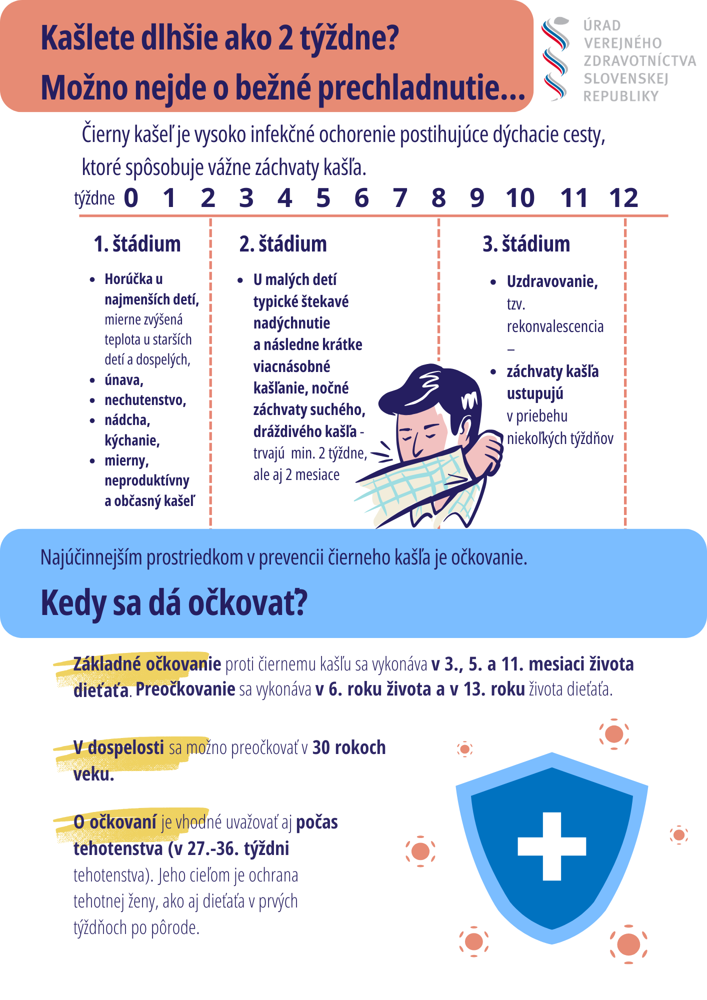 Kašlete dlhšie ako 2 týždne?
Možno nejde o bežné prechladnutie...
ÚRAD
VEREJNÉHO
ZDRAVOTNÍCTVA
SLOVENSKEJ
REPUBLIKY
Čierny kašeľ je vysoko infekčné ochorenie postihujúce dýchacie cesty,
ktoré spôsobuje vážne záchvaty kašľa.
týždne 0 1 2 3 4 5 6 7 8 9 10 11 12
1. štádium
• Horúčka u
najmenších detí,
mierne zvýšená
teplota u starších
detí a dospelých,
• únava,
• nechutenstvo,
• nádcha,
kýchanie,
• mierny,
neproduktívny
a občasný kašeľ
2. štádium
• U malých detí
typické štekavé
nadýchnutie
a následne krátke
viacnásobné
kašľanie, nočné
záchvaty suchého,
dráždivého kašľa -
trvajú min. 2 týždne,
ale aj 2 mesiace
3. štádium
• Uzdravovanie,
tzv.
rekonvalescencia
–
• záchvaty kašľa
ustupujú
v priebehu
niekoľkých týždňov
Najúčinnejším prostriedkom v prevencii čierneho kašľa je očkovanie.
Kedy sa dá očkovať?
Základné očkovanie proti čiernemu kašľu sa vykonáva v 3., 5. a 11. mesiaci života
dieťaťa. Preočkovanie sa vykonáva v 6. roku života a v 13. roku života dieťaťa.
V dospelosti sa možno preočkovať v 30 rokoch
veku.
O očkovaní je vhodné uvažovať aj počas
tehotenstva (v 27.-36. týždni
tehotenstva). Jeho cieľom je ochrana
tehotnej ženy, ako aj dieťaťa v prvých
týždňoch po pôrode.